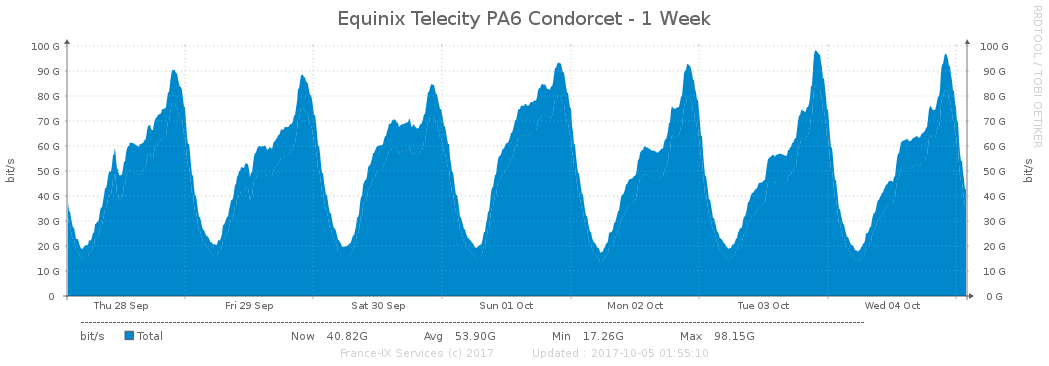 Equinix Telecity PA6 Condorcet - 1 Week
RRDTOOL / TOBI OETIKER
100 G 100 G
90 G 90 G
80 G 80 G
70 G 70 G
60 G 60 G
50 G 50 G
40 G 40 G
30 G 30 G
20 G 20 G
10 G 10 G
0 0 G
bit/s bit/s
Thu 28 Sep Fri 29 Sep Sat 30 Sep Sun 01 Oct Mon 02 Oct Tue 03 Oct Wed 04 Oct
bit/s Total Now 40.82G Avg 53.90G Min 17.26G Max 98.15G
France-IX Services (c) 2017 Updated : 2017-10-05 01:55:10